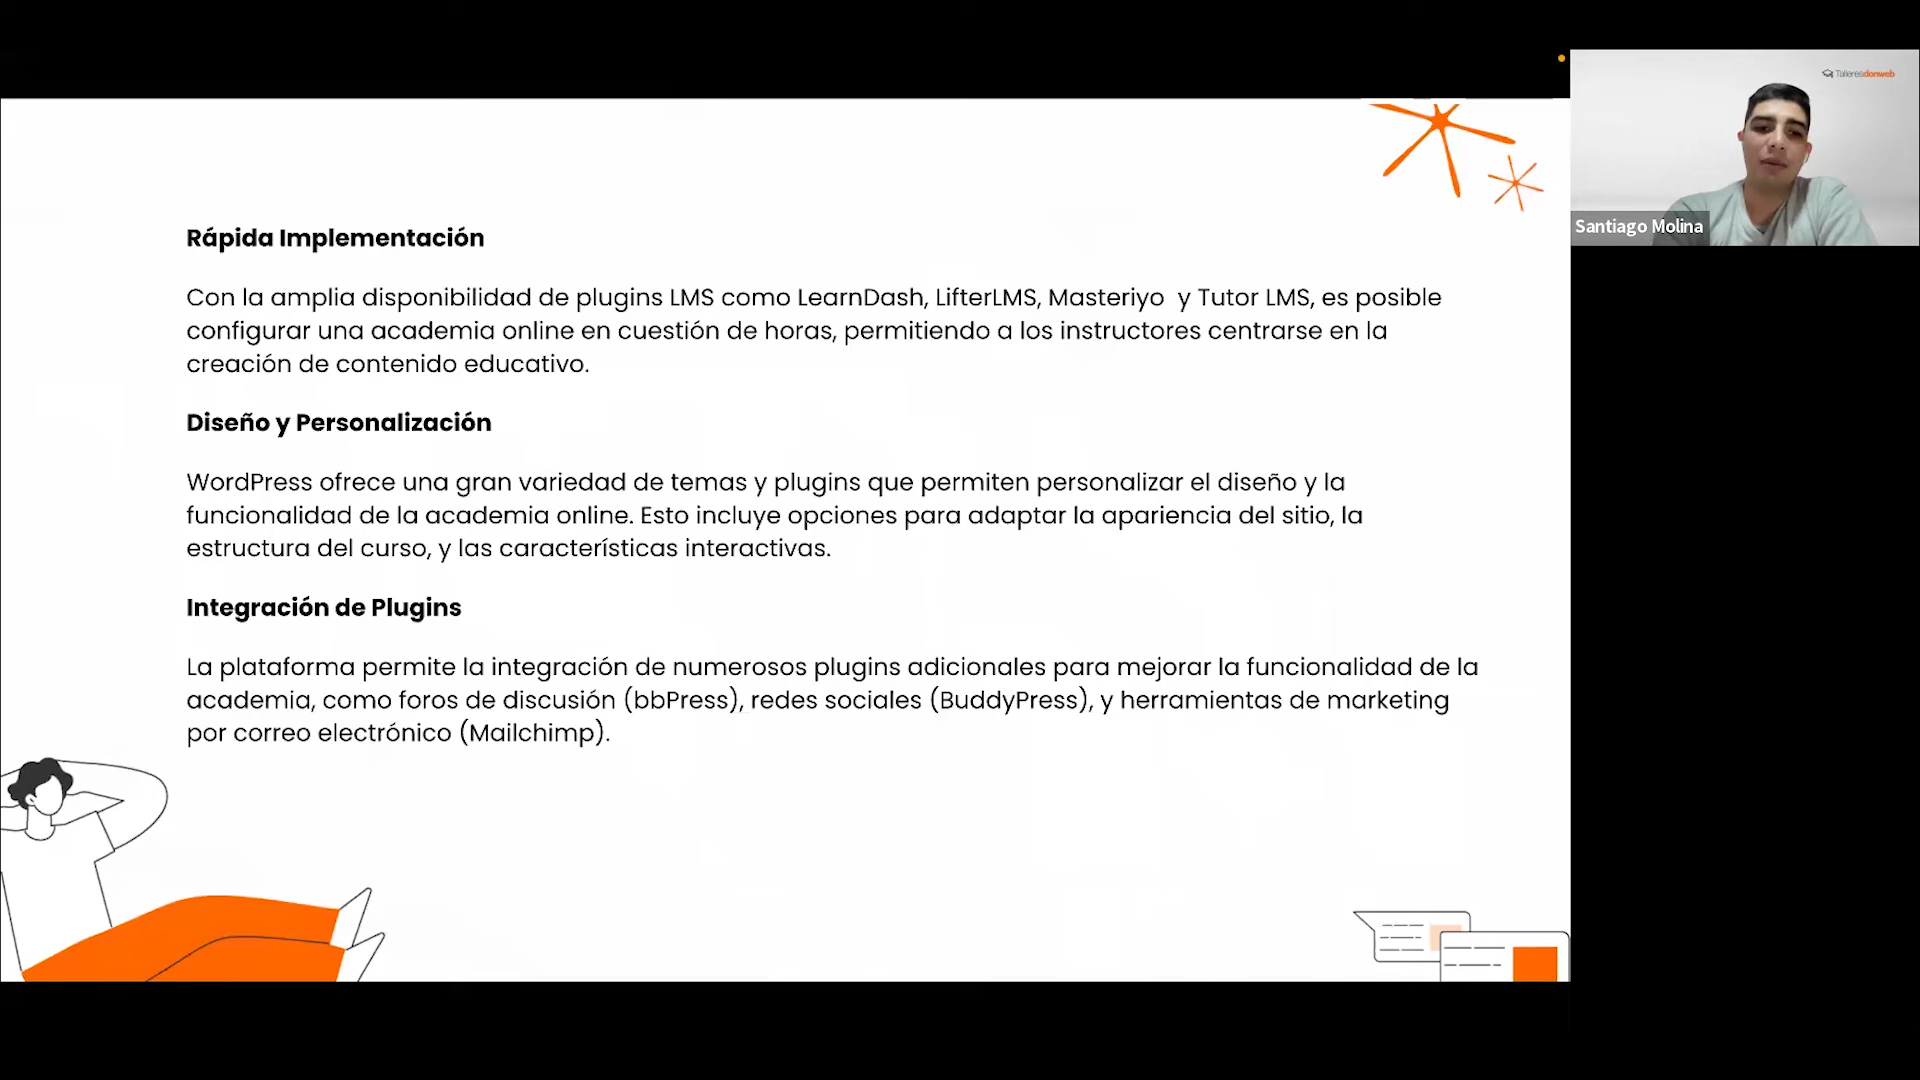 Talleresdonweb
Santiago Molina
Rápida Implementación
Con la amplia disponibilidad de plugins LMS como LearnDash, LifterLMS, Masteriyo y Tutor LMS, es posible
configurar una academia online en cuestión de horas, permitiendo a los instructores centrarse en la
creación de contenido educativo.
Diseño y Personalización
WordPress ofrece una gran variedad de temas y plugins que permiten personalizar el diseño y la
funcionalidad de la academia online. Esto incluye opciones para adaptar la apariencia del sitio, la
estructura del curso, y las características interactivas.
Integración de Plugins
La plataforma permite la integración de numerosos plugins adicionales para mejorar la funcionalidad de la
academia, como foros de discusión (bbPress), redes sociales (BuddyPress), y herramientas de marketing
por correo electrónico (Mailchimp).